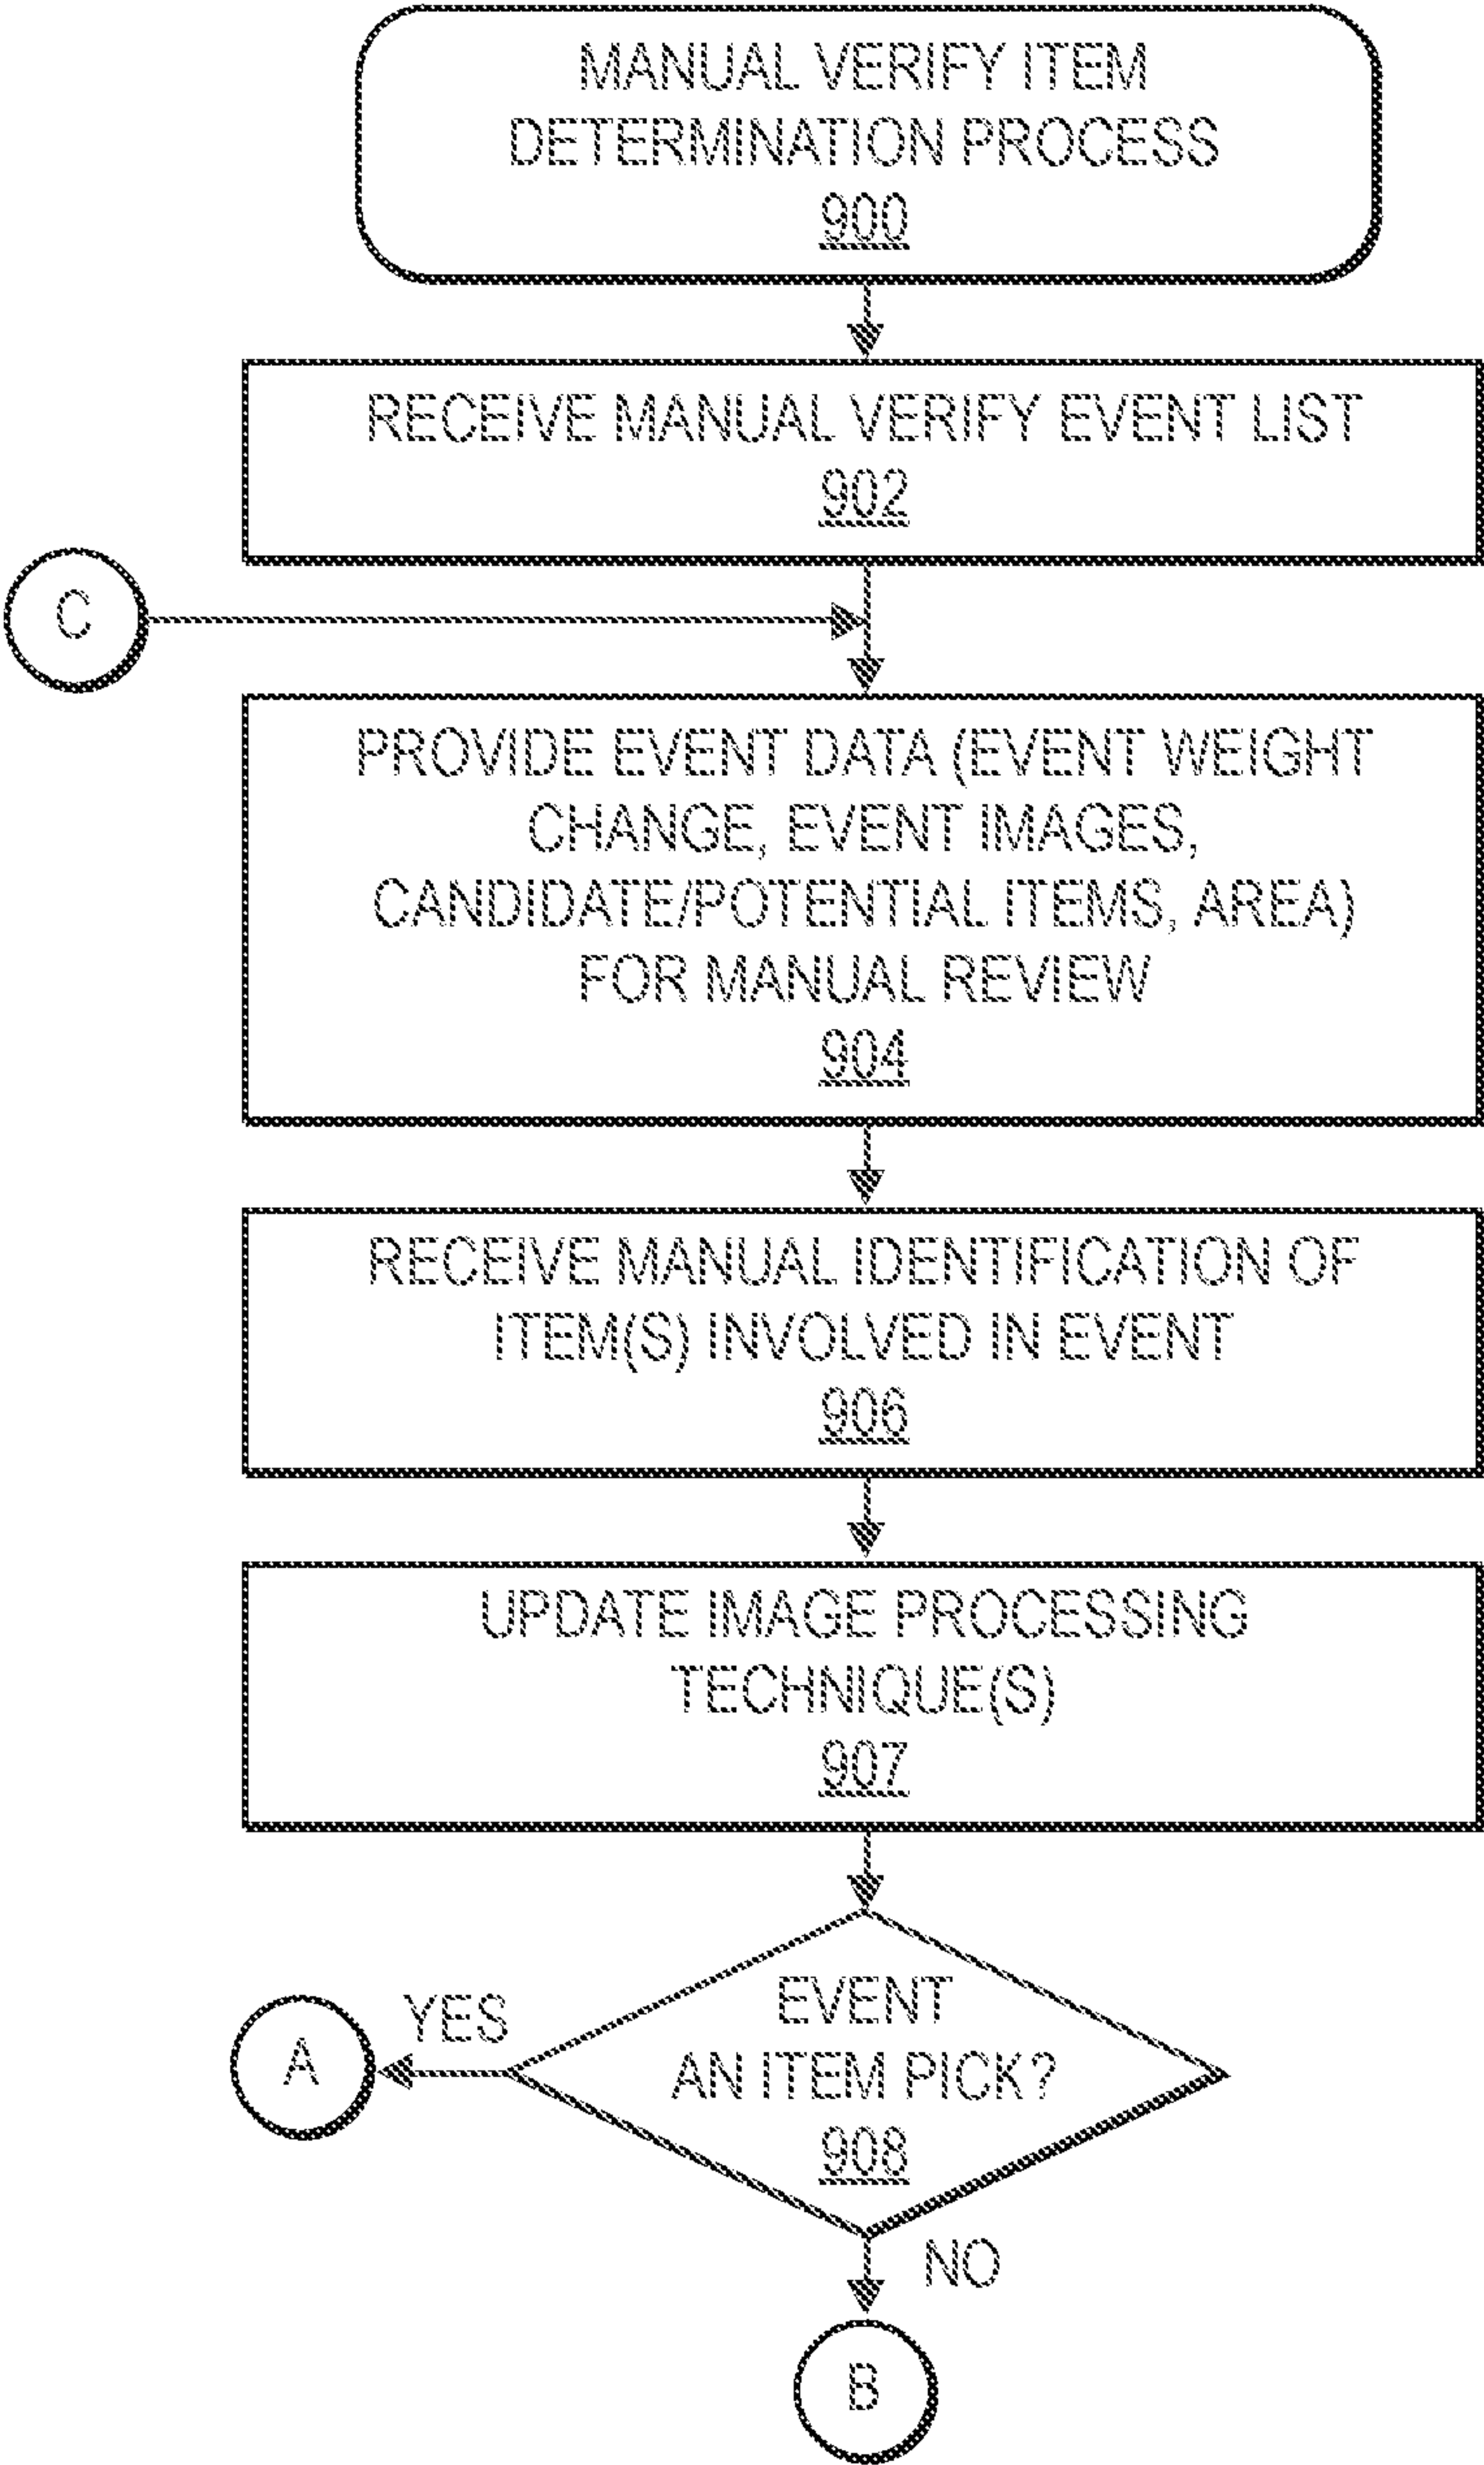 MANUAL VERIFY ITEM
DETERMINATION PROCESS
900
RECEIVE MANUAL VERIFY EVENT LIST
902
C
PROVIDE EVENT DATA (EVENT WEIGHT
CHANGE, EVENT IMAGES,
CANDIDATE/POTENTIAL ITEMS, AREA)
FOR MANUAL REVIEW
904
RECEIVE MANUAL IDENTIFICATION OF
ITEM(S) INVOLVED IN EVENT
906
UPDATE IMAGE PROCESSING
TECHNIQUE(S)
907
EVENT
AN ITEM PICK?
908
YES
A
NO
B